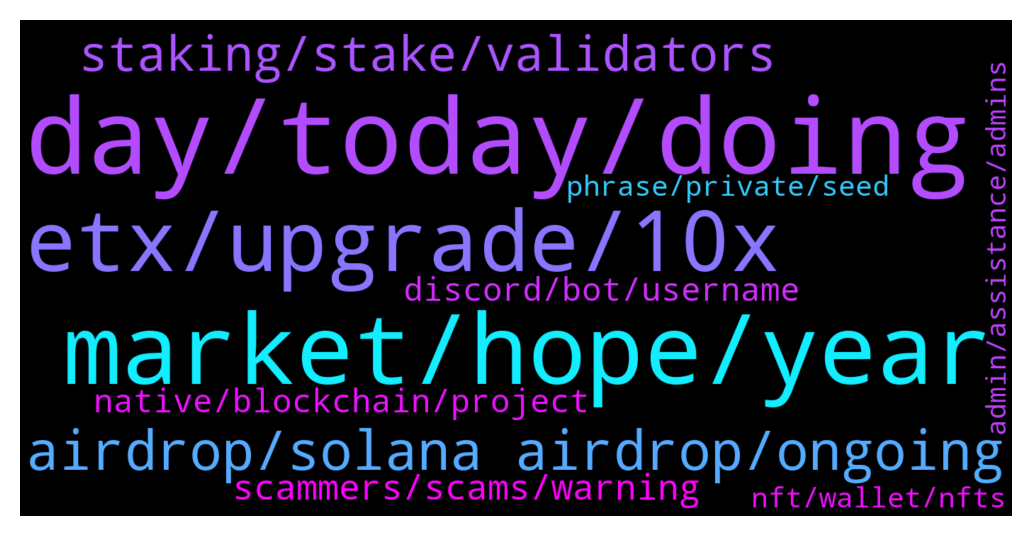 staking/stake/validators
day/today/doing
phrase/private/seed
etx/upgrade/10x
discord/bot/username
market/hope/year
native/blockchain/project
airdrop/solana airdrop/ongoing
scammers/scams/warning
nft/wallet/nfts
admin/assistance/admins